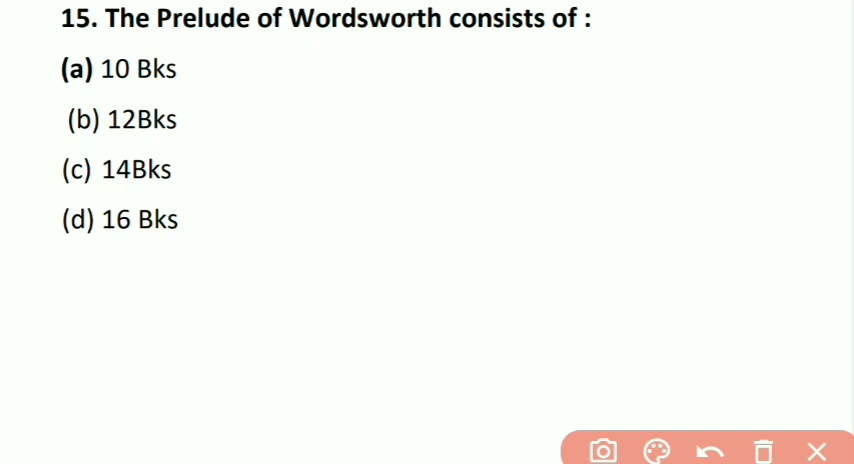 15. The Prelude of Wordsworth consists of :
(a) 10 Bks
(b) 12Bks
(c) 14Bks
(d) 16 Bks